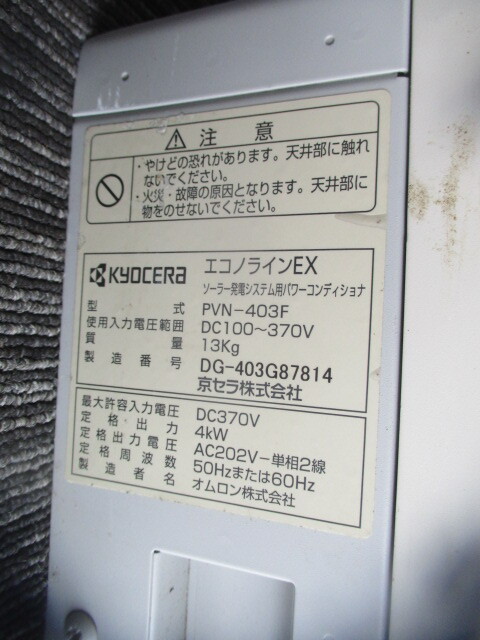 注意
・やけどの恐れがあります。天井部に触れ
ないでください。
・火災・故障の原因となります。天井部に
物をのせないでください。
KYOCERA エコノラインEX
ソーラー発電システム用パワーコンディショナ
型式 PVN-403F
使用入力電圧範囲 DC100～370V
質量 13Kg
製造番号 DG-403G87814
京セラ株式会社
最大許容入力電圧 DC370V
定格出力 4kW
定格出力電圧 AC202V-単相2線
定格周波数 50Hzまたは60Hz
製造者名 オムロン株式会社